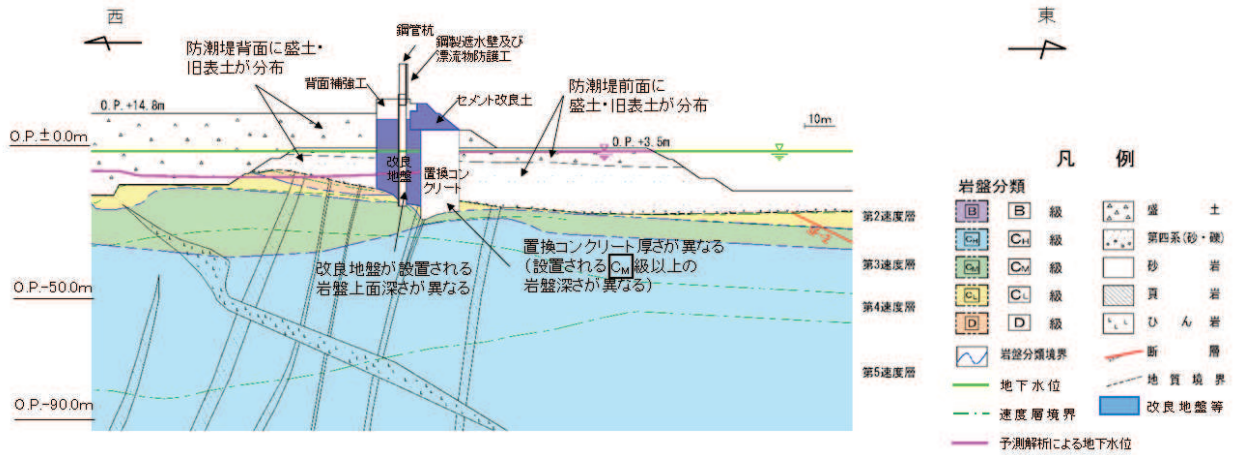 西
東
鋼管杭
鋼製遮水壁及び
漂流物防護工
防潮堤背面に盛土・
旧表土が分布
背面補強工
セメント改良土
防潮堤前面に
盛土・旧表土が分布
O.P.+14.8m
10m
O.P.±0.0m
O.P.+3.5m
改良
地盤
置換コン
クリート
第2速度層
置換コンクリート厚さが異なる
(設置されるCM級以上の
岩盤深さが異なる)
改良地盤が設置される
岩盤上面深さが異なる
第3速度層
O.P.-50.0m
第4速度層
第5速度層
O.P.-90.0m
凡 例
岩盤分類
B B 級
CH CH 級
CM CM 級
CL CL 級
D D 級
岩盤分類境界
地下水位
速度層境界
予測解析による地下水位
盛 土
第四系(砂・礫)
砂 岩
頁 岩
ひ ん 岩
断 層
地 質 境 界
改良地盤等